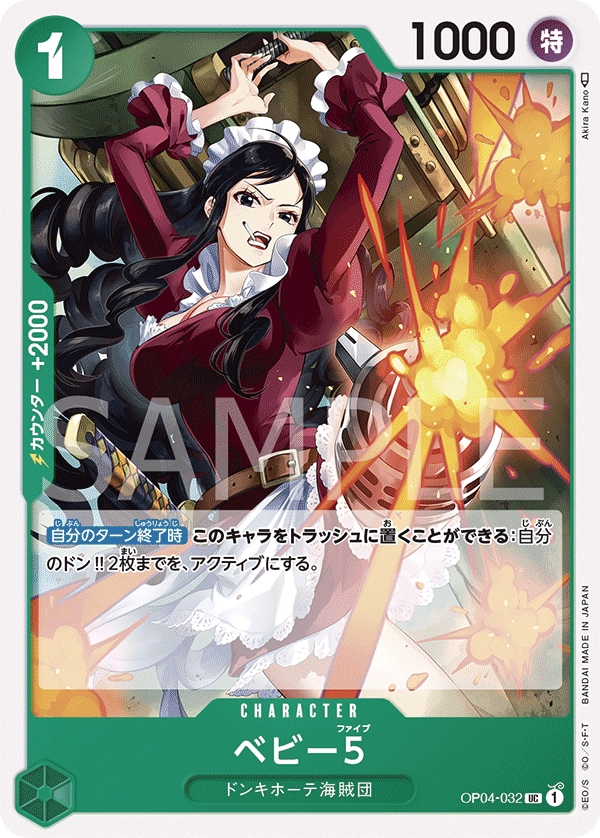 1
1000
特
Akira Kano
カウンター +2000
SAMPLE
自分のターン終了時 このキャラをトラッシュに置くことができる：自分
のドン!!2枚までを、アクティブにする。
CHARACTER
ファイブ
ベビー5
ドンキホーテ海賊団
OP04-032 UC 1
©E.O/S ©O/S・F・T BANDAI MADE IN JAPAN